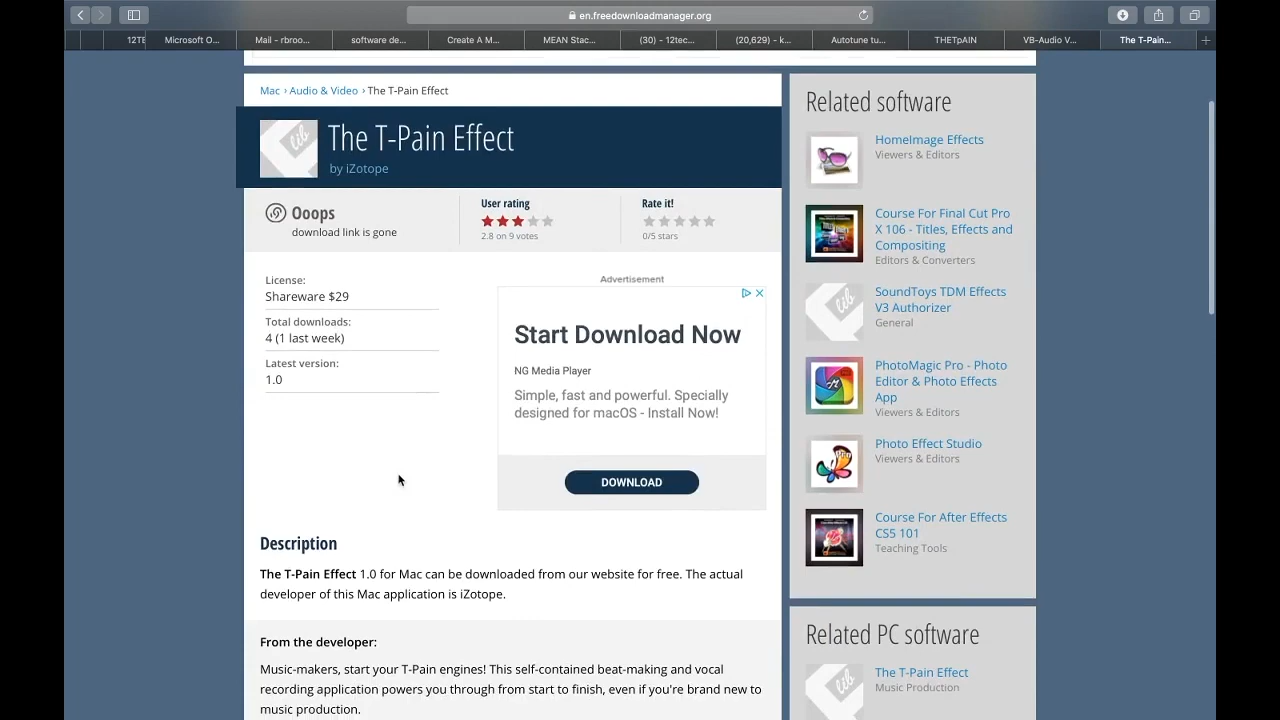 en.freedownloadmanager.org
12TE
Microsoft O...
Mail – rbroo...
software de...
Create A M...
MEAN Stac...
(30) - 12tec...
(20,629) - k...
Autotune tu...
THETpAIN
VB-Audio V...
The T-Pain...
Mac › Audio & Video › The T-Pain Effect
The T-Pain Effect
by iZotope
Ooops
download link is gone
User rating
2.8 on 9 votes
Rate it!
0/5 stars
License:
Shareware $29
Total downloads:
4 (1 last week)
Latest version:
1.0
Advertisement
Start Download Now
NG Media Player
Simple, fast and powerful. Specially
designed for macOS - Install Now!
DOWNLOAD
Description
The T-Pain Effect 1.0 for Mac can be downloaded from our website for free. The actual
developer of this Mac application is iZotope.
From the developer:
Music-makers, start your T-Pain engines! This self-contained beat-making and vocal
recording application powers you through from start to finish, even if you're brand new to
music production.
Related software
HomeImage Effects
Viewers & Editors
Course For Final Cut Pro
X 106 - Titles, Effects and
Compositing
Editors & Converters
SoundToys TDM Effects
V3 Authorizer
General
PhotoMagic Pro - Photo
Editor & Photo Effects
App
Viewers & Editors
Photo Effect Studio
Viewers & Editors
Course For After Effects
CS5 101
Teaching Tools
Related PC software
The T-Pain Effect
Music Production